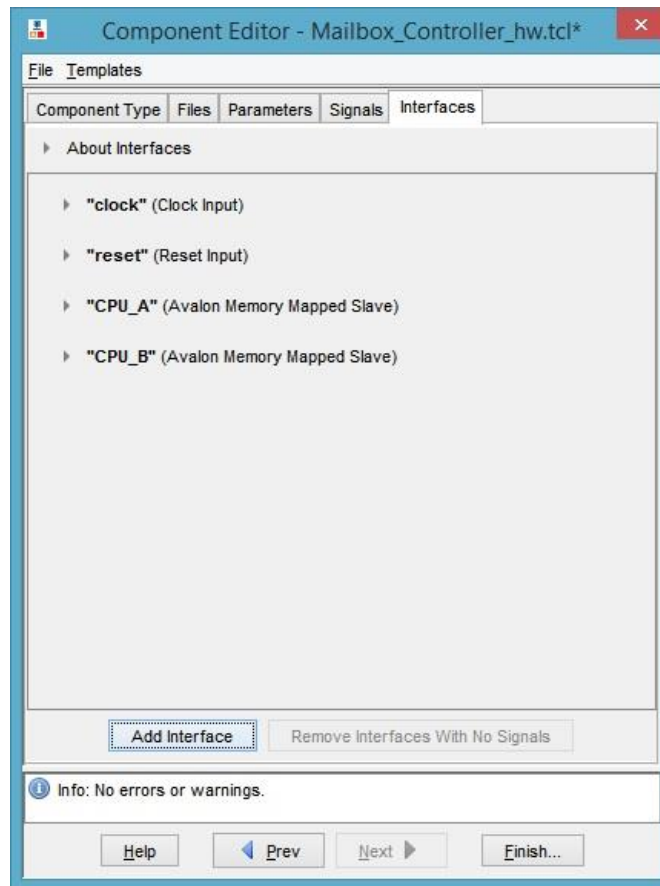 Component Editor - Mailbox_Controller_hw.tcl*
File Templates
Component Type Files Parameters Signals Interfaces
About Interfaces
"clock" (Clock Input)
"reset" (Reset Input)
"CPU_A" (Avalon Memory Mapped Slave)
"CPU_B" (Avalon Memory Mapped Slave)
Add Interface Remove Interfaces With No Signals
Info: No errors or warnings.
Help Prev Next Finish...